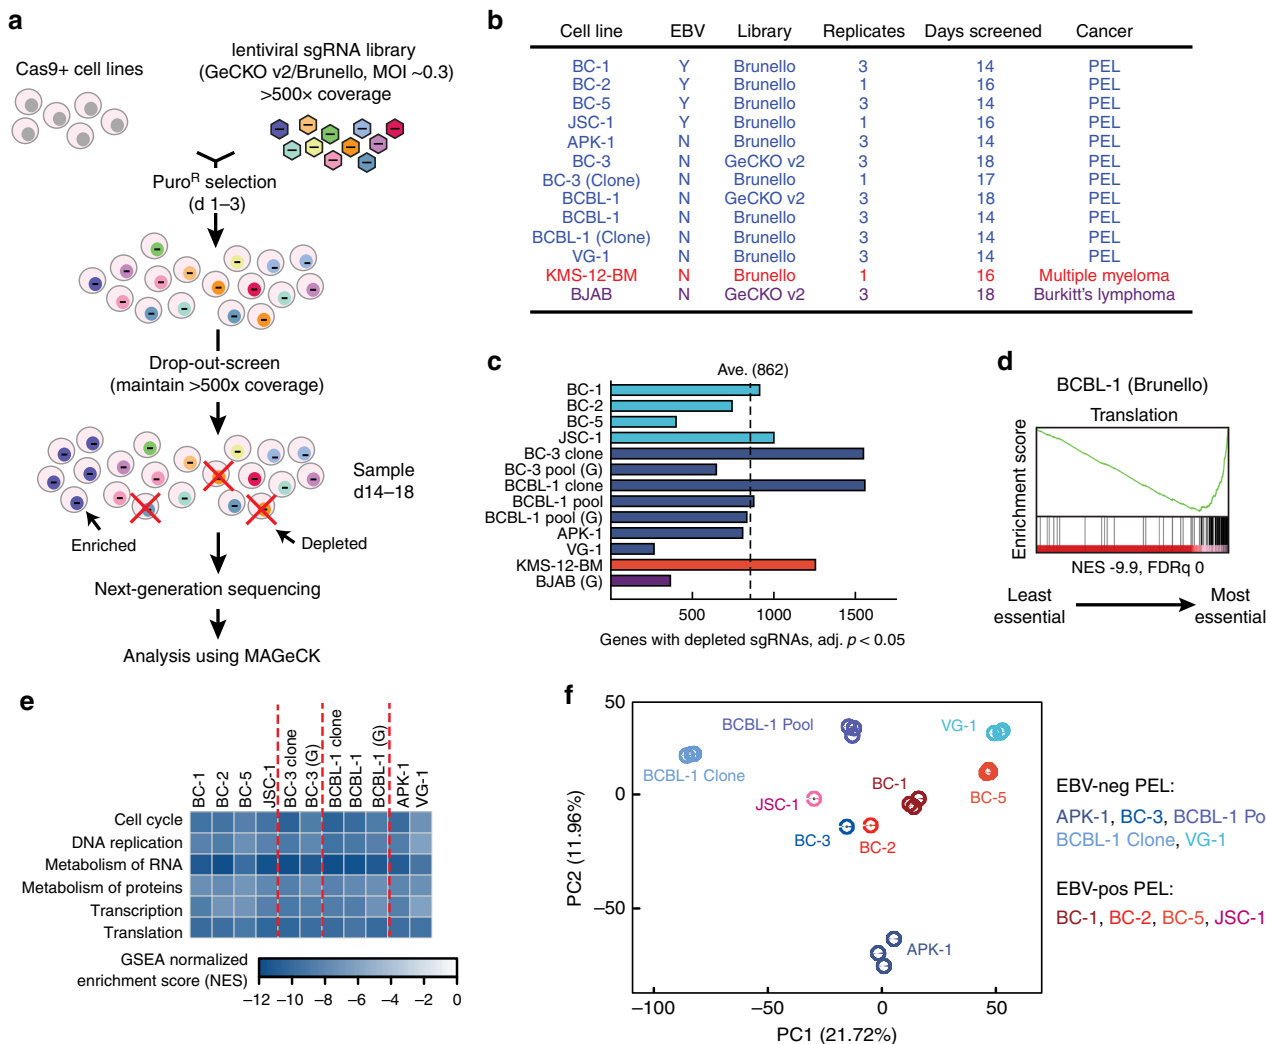 a
Cas9+ cell lines
lentiviral sgRNA library
(GeCKO v2/Brunello, MOI ~0.3)
>500× coverage
PuroR selection
(d 1–3)
Drop-out-screen
(maintain >500x coverage)
Sample
d14–18
Enriched
Depleted
Next-generation sequencing
Analysis using MAGeCK
b
Cell line EBV Library Replicates Days screened Cancer
BC-1 Y Brunello 3 14 PEL
BC-2 Y Brunello 1 16 PEL
BC-5 Y Brunello 3 14 PEL
JSC-1 Y Brunello 1 16 PEL
APK-1 N Brunello 3 14 PEL
BC-3 N GeCKO v2 3 18 PEL
BC-3 (Clone) N Brunello 1 17 PEL
BCBL-1 N GeCKO v2 3 18 PEL
BCBL-1 N Brunello 3 14 PEL
BCBL-1 (Clone) N Brunello 3 14 PEL
VG-1 N Brunello 3 14 PEL
KMS-12-BM N Brunello 1 16 Multiple myeloma
BJAB N GeCKO v2 3 18 Burkitt's lymphoma
c
Ave. (862)
BC-1
BC-2
BC-5
JSC-1
BC-3 clone
BC-3 pool (G)
BCBL-1 clone
BCBL-1 pool
BCBL-1 pool (G)
APK-1
VG-1
KMS-12-BM
BJAB (G)
500 1000 1500
Genes with depleted sgRNAs, adj. p < 0.05
d
BCBL-1 (Brunello)
Translation
Enrichment score
NES -9.9, FDRq 0
Least
essential
Most
essential
e
BC-1
BC-2
BC-5
JSC-1
BC-3 clone
BC-3 (G)
BCBL-1 clone
BCBL-1
BCBL-1 (G)
APK-1
VG-1
Cell cycle
DNA replication
Metabolism of RNA
Metabolism of proteins
Transcription
Translation
GSEA normalized
enrichment score (NES)
−12 −10 −8 −6 −4 −2 0
f
50
0
−50
PC2 (11.96%)
BCBL-1 Pool
VG-1
BCBL-1 Clone
JSC-1
BC-1
BC-5
BC-3
BC-2
APK-1
−100 −50 0 50
PC1 (21.72%)
EBV-neg PEL:
APK-1, BC-3, BCBL-1 Po
BCBL-1 Clone, VG-1
EBV-pos PEL:
BC-1, BC-2, BC-5, JSC-1